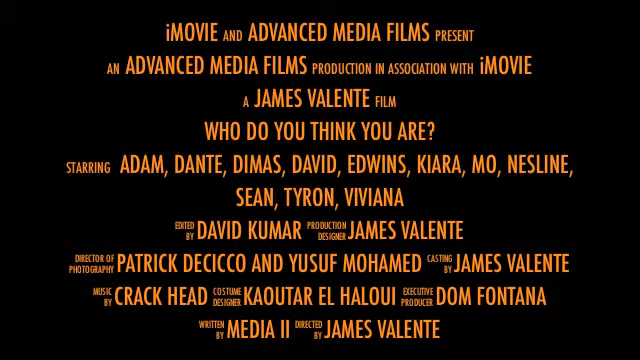 iMOVIE AND ADVANCED MEDIA FILMS PRESENT
AN ADVANCED MEDIA FILMS PRODUCTION IN ASSOCIATION WITH iMOVIE
A JAMES VALENTE FILM
WHO DO YOU THINK YOU ARE?
STARRING ADAM, DANTE, DIMAS, DAVID, EDWINS, KIARA, MO, NESLINE,
SEAN, TYRON, VIVIANA
EDITED BY DAVID KUMAR PRODUCTION DESIGNER JAMES VALENTE
DIRECTOR OF PHOTOGRAPHY PATRICK DECICCO AND YUSUF MOHAMED CASTING BY JAMES VALENTE
MUSIC BY CRACK HEAD COSTUME DESIGNER KAOUTAR EL HALOUI EXECUTIVE PRODUCER DOM FONTANA
WRITTEN BY MEDIA II DIRECTED BY JAMES VALENTE